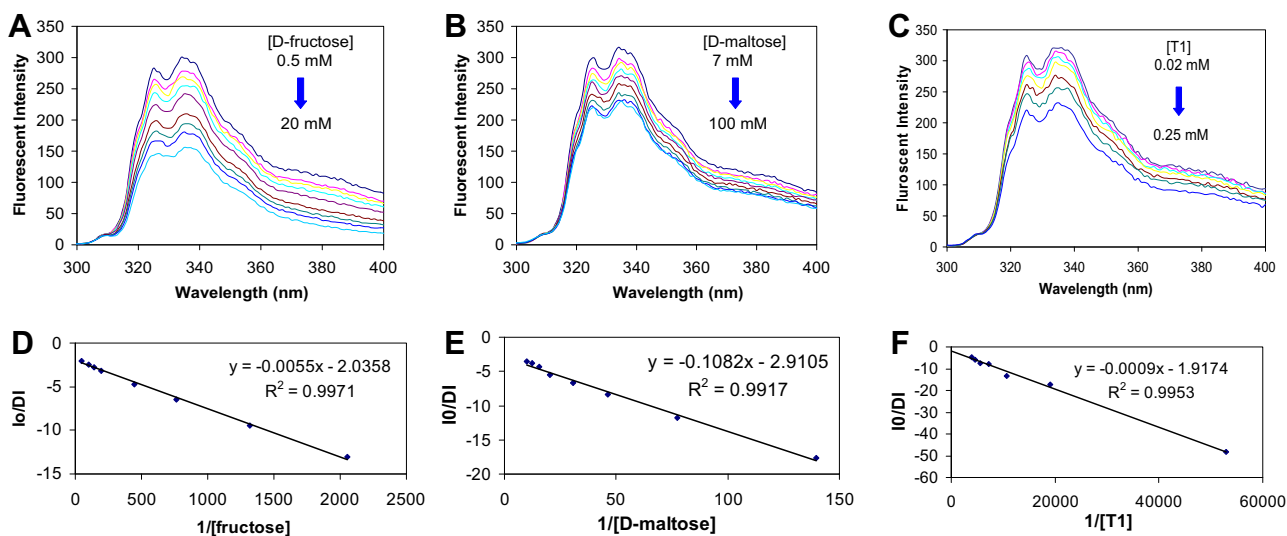 A
[D-fructose]
0.5 mM
20 mM
Fluorescent Intensity
350
300
250
200
150
100
50
0
300 320 340 360 380 400
Wavelength (nm)
B
[D-maltose]
7 mM
100 mM
Fluorescent Intensity
350
300
250
200
150
100
50
0
300 320 340 360 380 400
Wavelength (nm)
C
[T1]
0.02 mM
0.25 mM
Fluroscent Intensity
350
300
250
200
150
100
50
0
300 320 340 360 380 400
Wavelength (nm)
D
y = -0.0055x - 2.0358
R² = 0.9971
Io/DI
0
-5
-10
-15
0 500 1000 1500 2000 2500
1/[fructose]
E
y = -0.1082x - 2.9105
R² = 0.9917
I0/DI
0
-5
-10
-15
-20
0 50 100 150
1/[D-maltose]
F
y = -0.0009x - 1.9174
R² = 0.9953
I0/DI
0
-10
-20
-30
-40
-50
-60
0 20000 40000 60000
1/[T1]